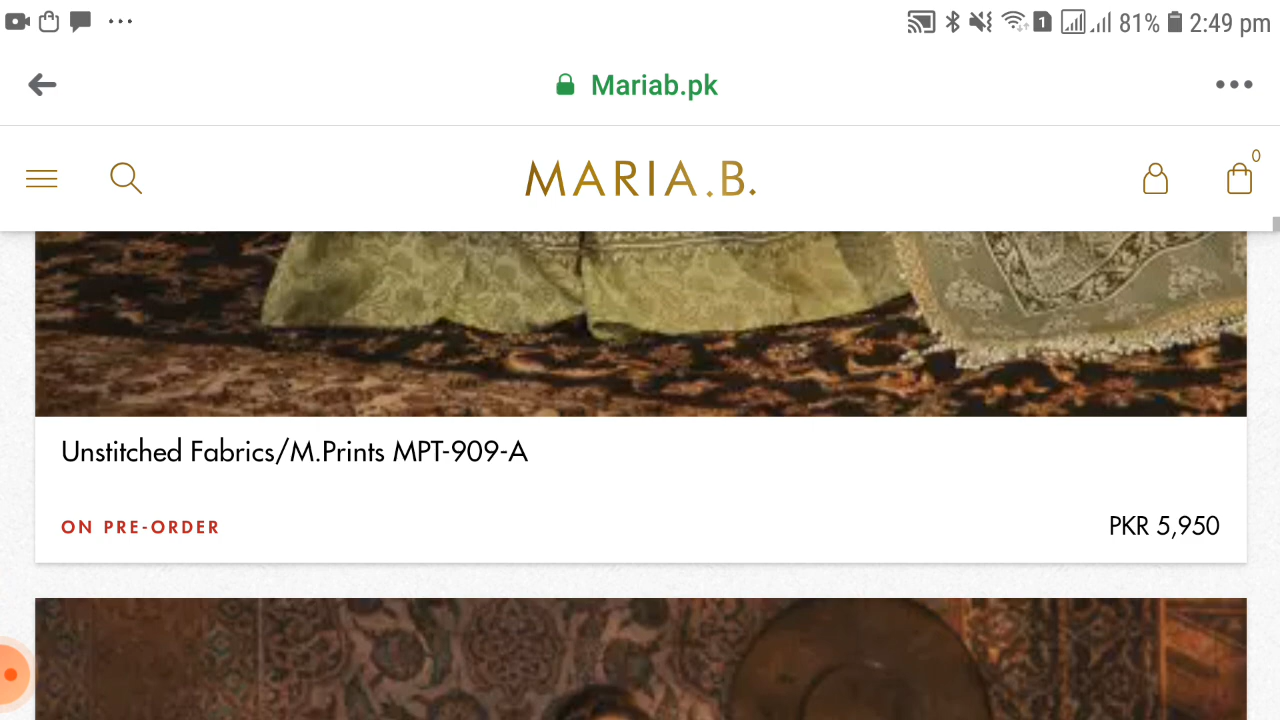 1 81% 2:49 pm
Mariab.pk
MARIA.B.
0
Unstitched Fabrics/M.Prints MPT-909-A
ON PRE-ORDER PKR 5,950